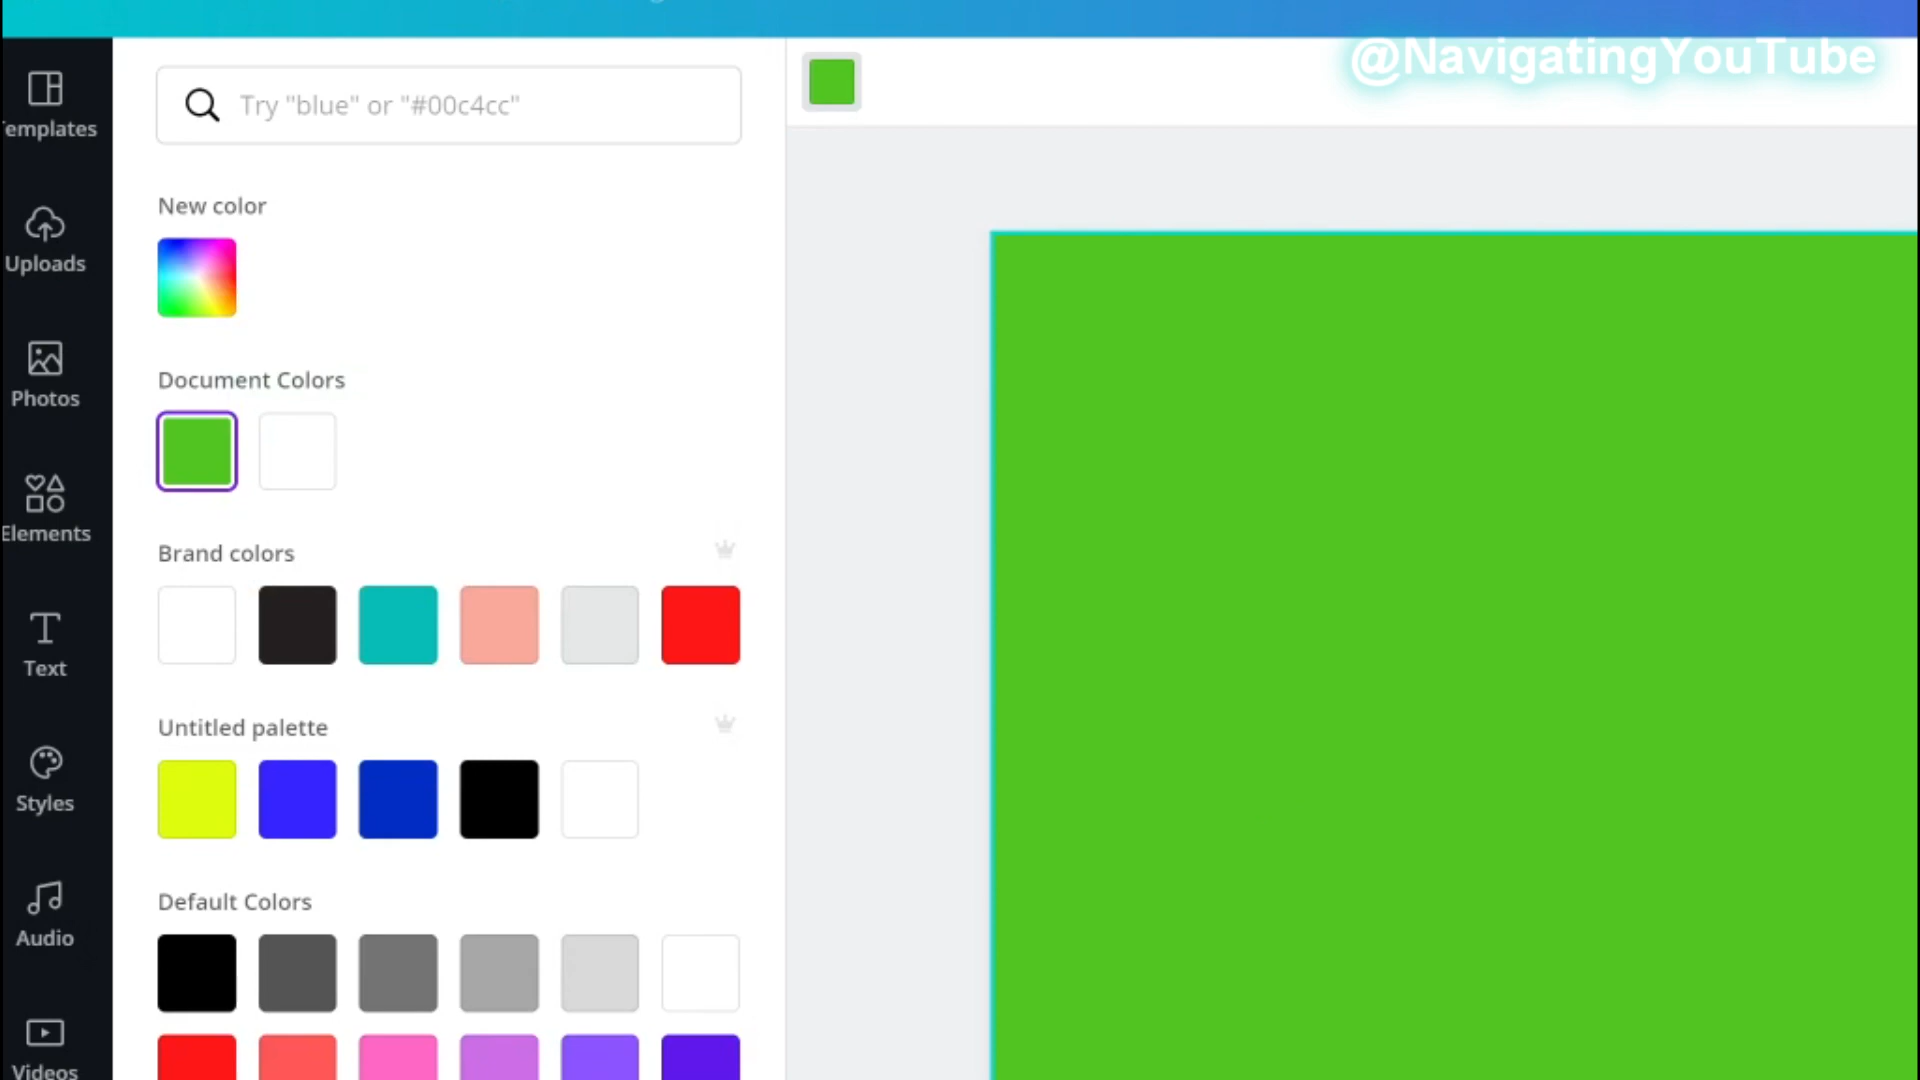 @NavigatingYouTube
Try "blue" or "#00c4cc"
Templates
Uploads
Photos
Elements
Text
Styles
Audio
Videos
New color
Document Colors
Brand colors
Untitled palette
Default Colors